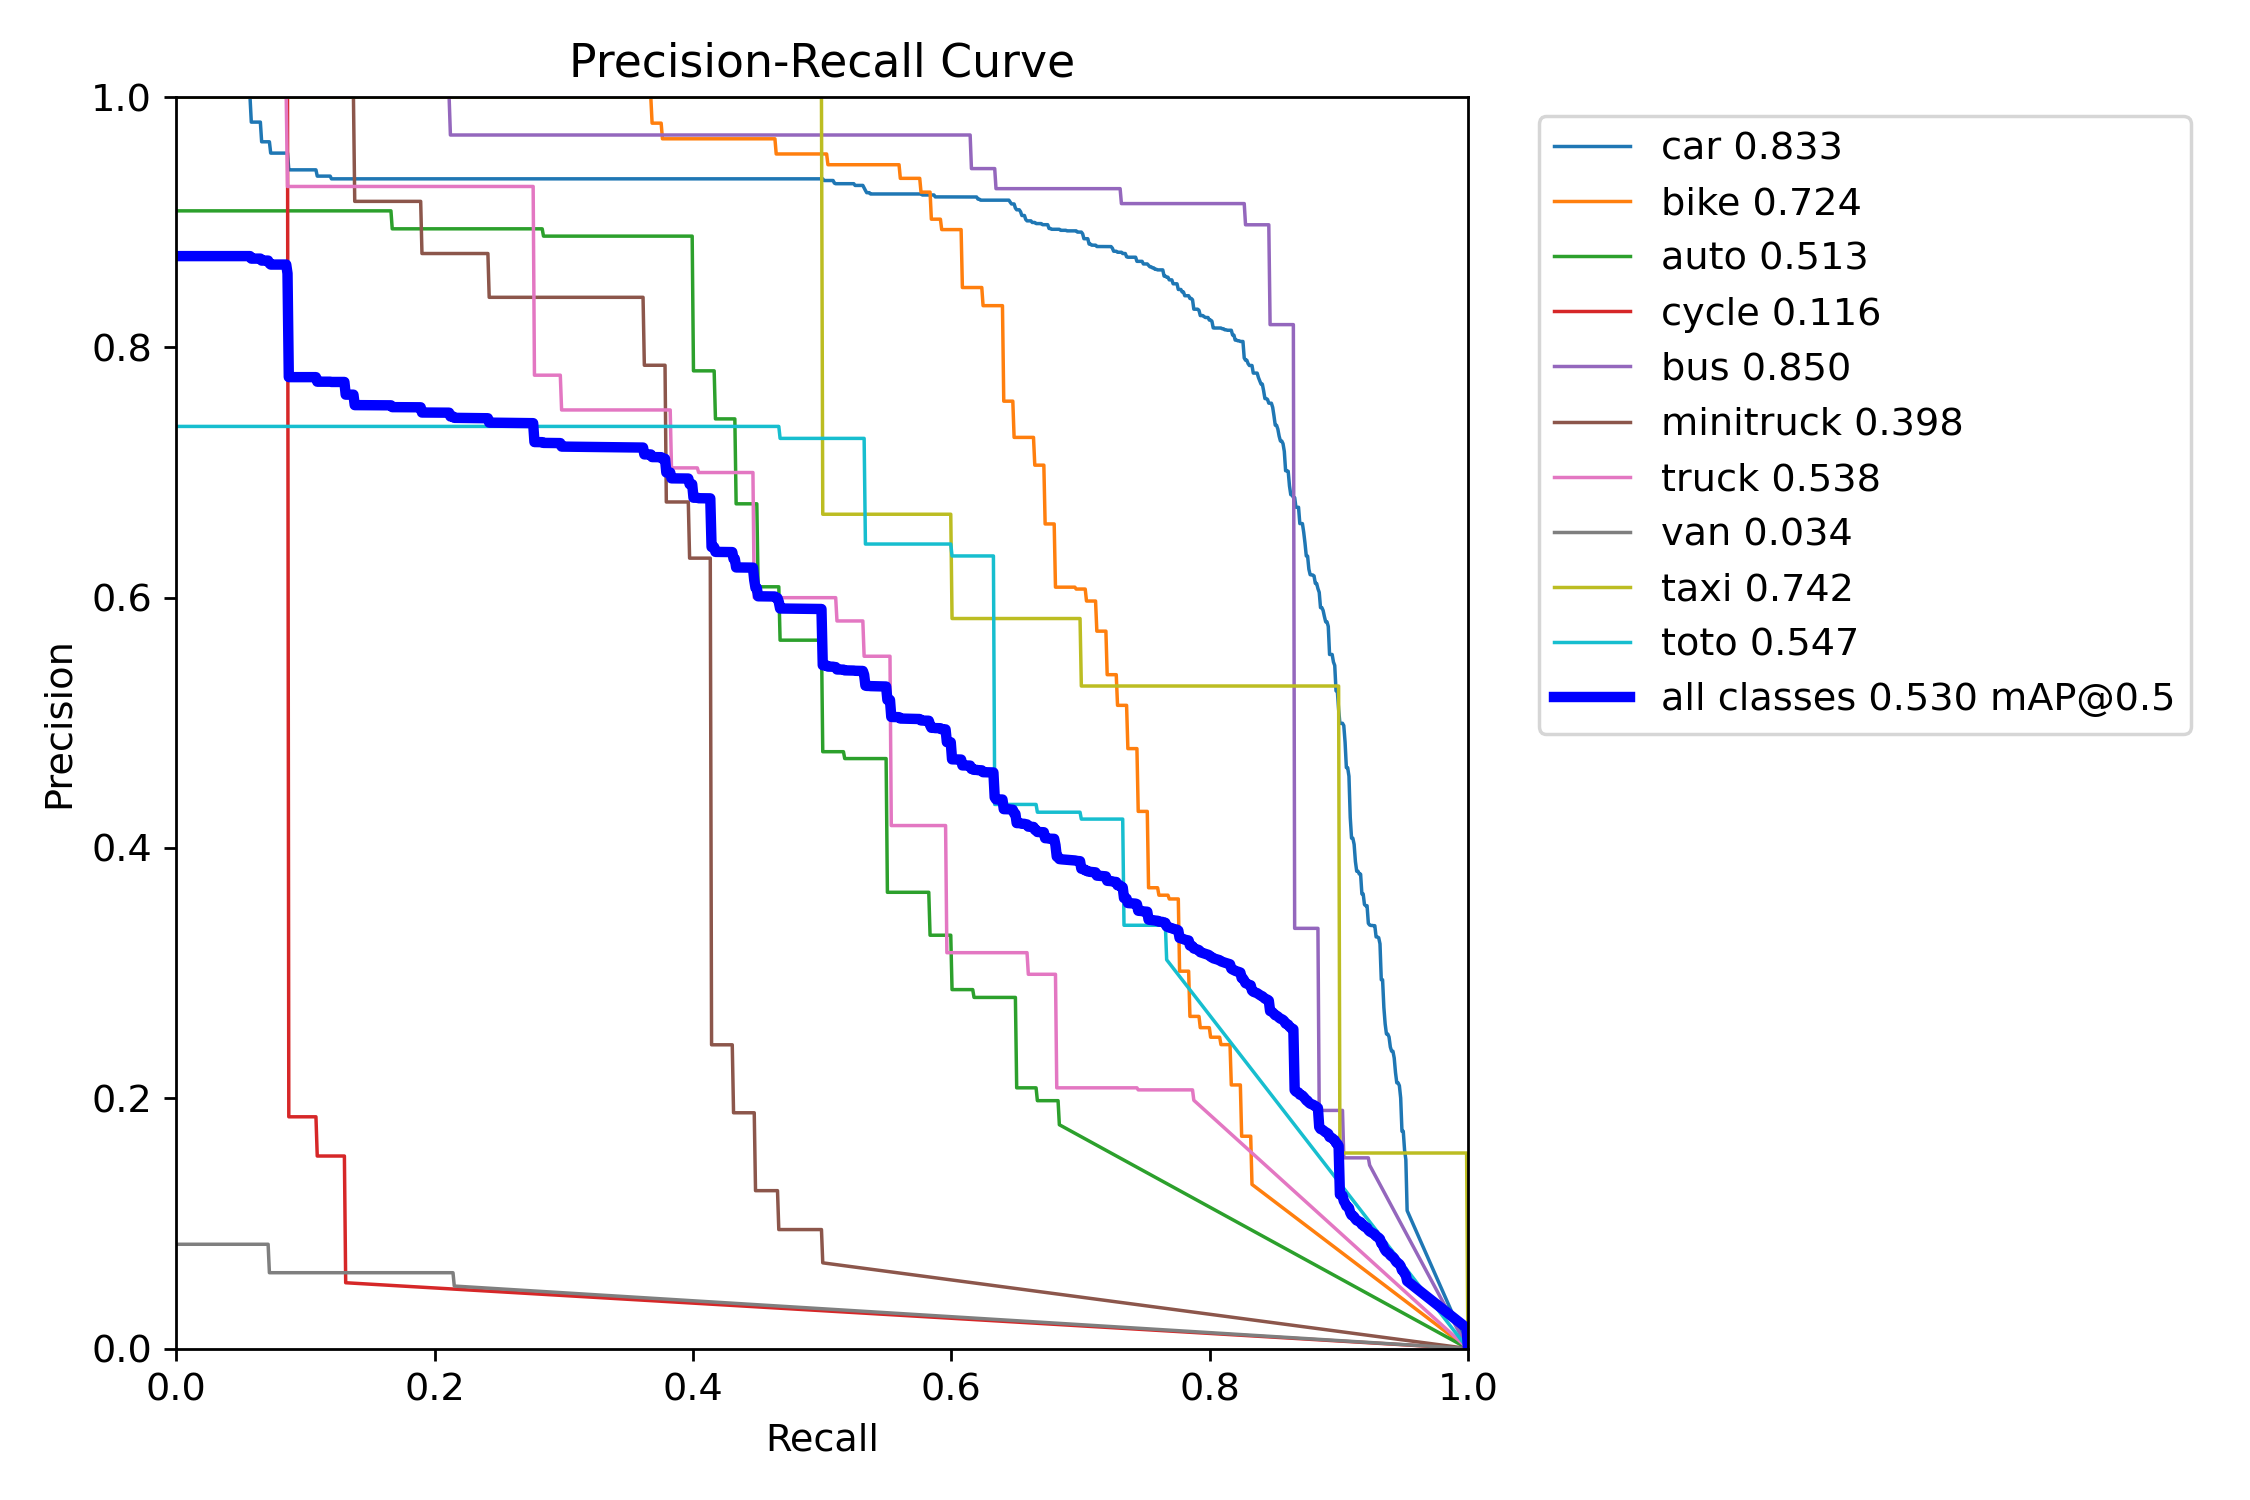 Precision-Recall Curve
1.0
0.8
0.6
0.4
0.2
0.0
Precision
0.0 0.2 0.4 0.6 0.8 1.0
Recall
car 0.833
bike 0.724
auto 0.513
cycle 0.116
bus 0.850
minitruck 0.398
truck 0.538
van 0.034
taxi 0.742
toto 0.547
all classes 0.530 mAP@0.5